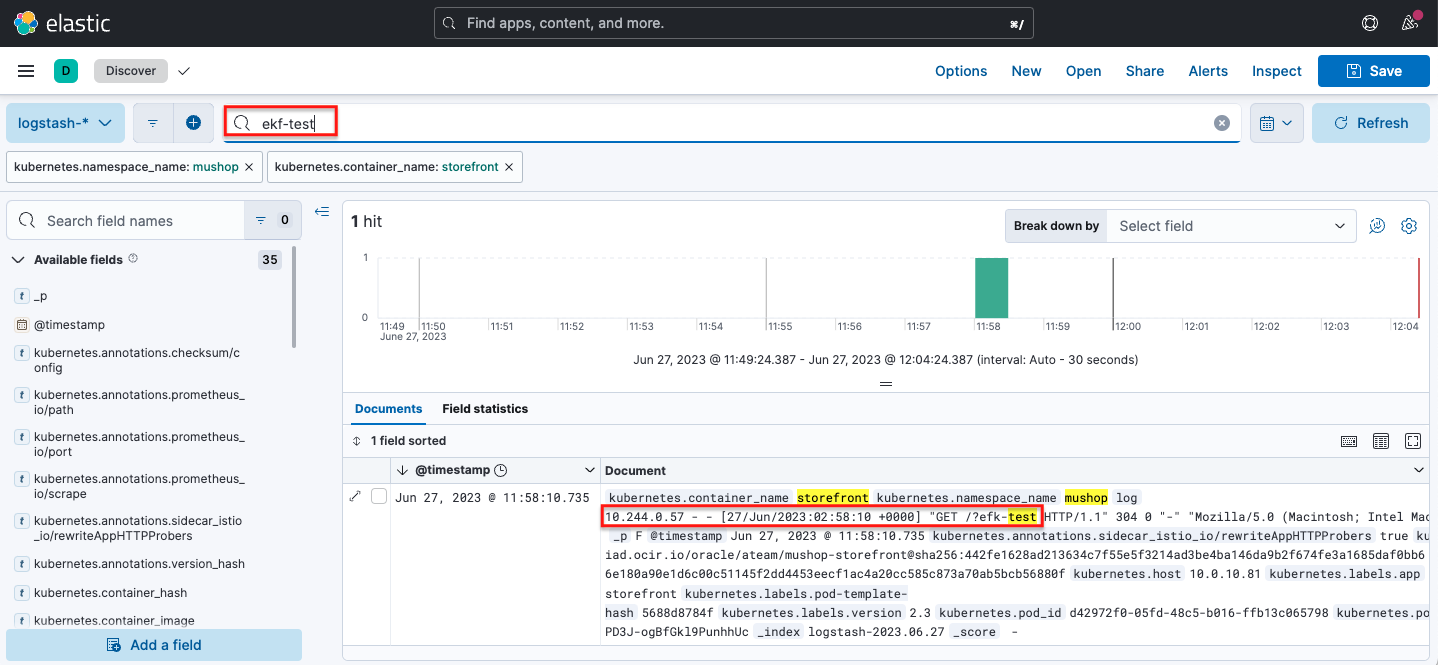 elastic
Find apps, content, and more.
⌘/
D
Discover
Options
New
Open
Share
Alerts
Inspect
Save
logstash-*
ekf-test
Refresh
kubernetes.namespace_name: mushop ×
kubernetes.container_name: storefront ×
Search field names
0
Available fields
35
t _p
@timestamp
t kubernetes.annotations.checksum/c
onfig
t kubernetes.annotations.prometheus_
io/path
t kubernetes.annotations.prometheus_
io/port
t kubernetes.annotations.prometheus_
io/scrape
t kubernetes.annotations.sidecar_istio
_io/rewriteAppHTTPProbers
t kubernetes.annotations.version_hash
t kubernetes.container_hash
t kubernetes.container_image
Add a field
1 hit
Break down by
Select field
1
0
11:49 11:50 11:51 11:52 11:53 11:54 11:55 11:56 11:57 11:58 11:59 12:00 12:01 12:02 12:03 12:04
June 27, 2023
Jun 27, 2023 @ 11:49:24.387 - Jun 27, 2023 @ 12:04:24.387 (interval: Auto - 30 seconds)
Documents
Field statistics
1 field sorted
@timestamp
Document
Jun 27, 2023 @ 11:58:10.735
kubernetes.container_name storefront kubernetes.namespace_name mushop log
10.244.0.57 - - [27/Jun/2023:02:58:10 +0000] "GET /?efk-test HTTP/1.1" 304 0 "-" "Mozilla/5.0 (Macintosh; Intel Mac
_p F @timestamp Jun 27, 2023 @ 11:58:10.735 kubernetes.annotations.sidecar_istio_io/rewriteAppHTTPProbers true ku
iad.ocir.io/oracle/ateam/mushop-storefront@sha256:442fe1628ad213634c7f55e5f3214ad3be4ba146da9b2f674fe3a1685daf0bb6
6e180a90e1d6c00c51145f2dd4453eecf1ac4a20cc585c873a70ab5bcb56880f kubernetes.host 10.0.10.81 kubernetes.labels.app
storefront kubernetes.labels.pod-template-
hash 5688d8784f kubernetes.labels.version 2.3 kubernetes.pod_id d42972f0-05fd-48c5-b016-ffb13c065798 kubernetes.po
PD3J-ogBfGkl9PunhhUc _index logstash-2023.06.27 _score -